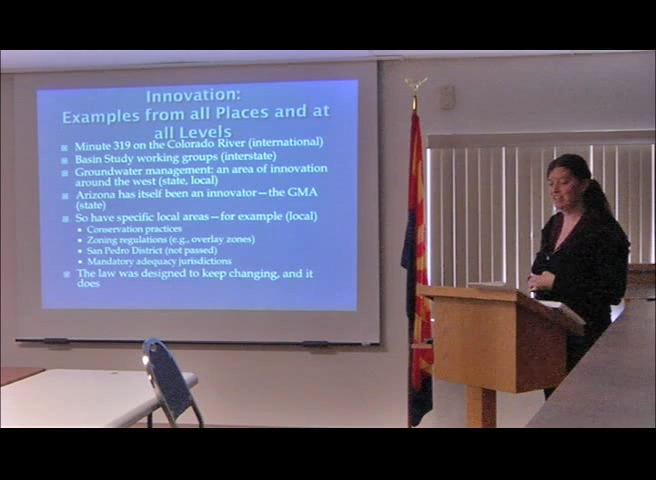 Innovation:
Examples from all Places and at
all Levels
Minute 319 on the Colorado River (international)
Basin Study working groups (interstate)
Groundwater management: an area of innovation
around the west (state, local)
Arizona has itself been an innovator—the GMA
(state)
So have specific local areas—for example (local)
Conservation practices
Zoning regulations (e.g., overlay zones)
San Pedro District (not passed)
Mandatory adequacy jurisdictions
The law was designed to keep changing, and it
does